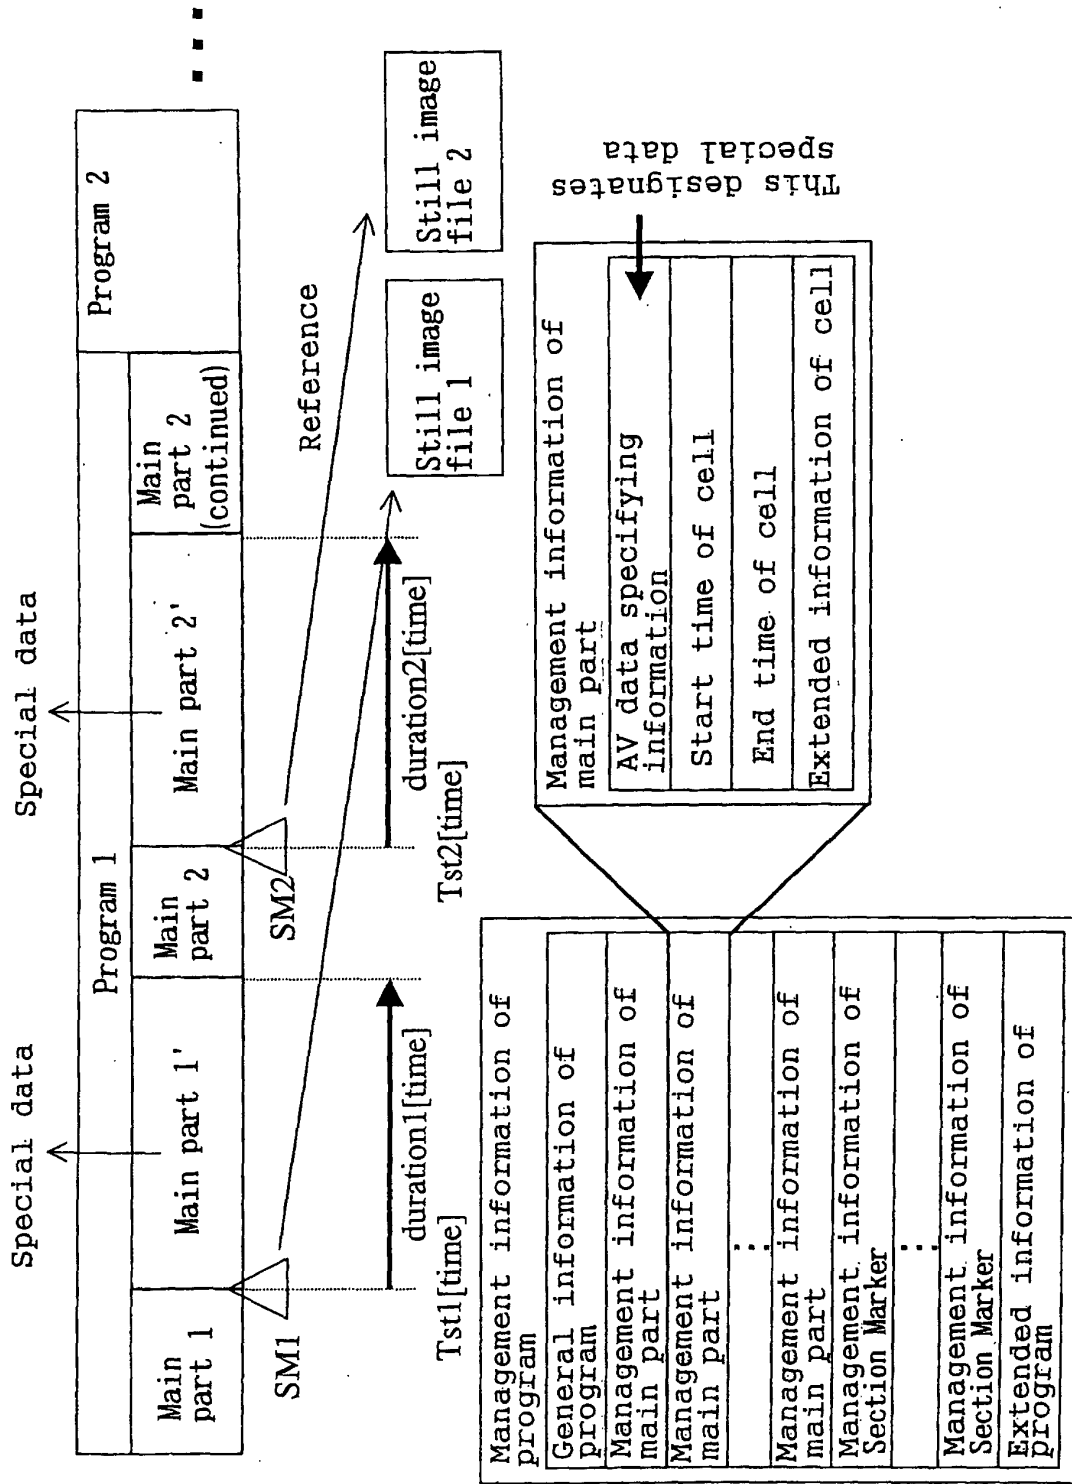 Special data
Special data
Program 1
Program 2
Main
part 1
Main part 1'
Main
part 2
Main part 2'
Main
part 2
(continued)
SM1
SM2
Reference
duration1[time]
duration2[time]
Tst1[time]
Tst2[time]
Still image
file 1
Still image
file 2
Management information of
program
General information of
program
Management information of
main part
Management information of
main part
Management information of
main part
Management information of
Section Marker
Management information of
Section Marker
Extended information of
program
Management information of
main part
AV data specifying
information
Start time of cell
End time of cell
Extended information of cell
This designates
special data